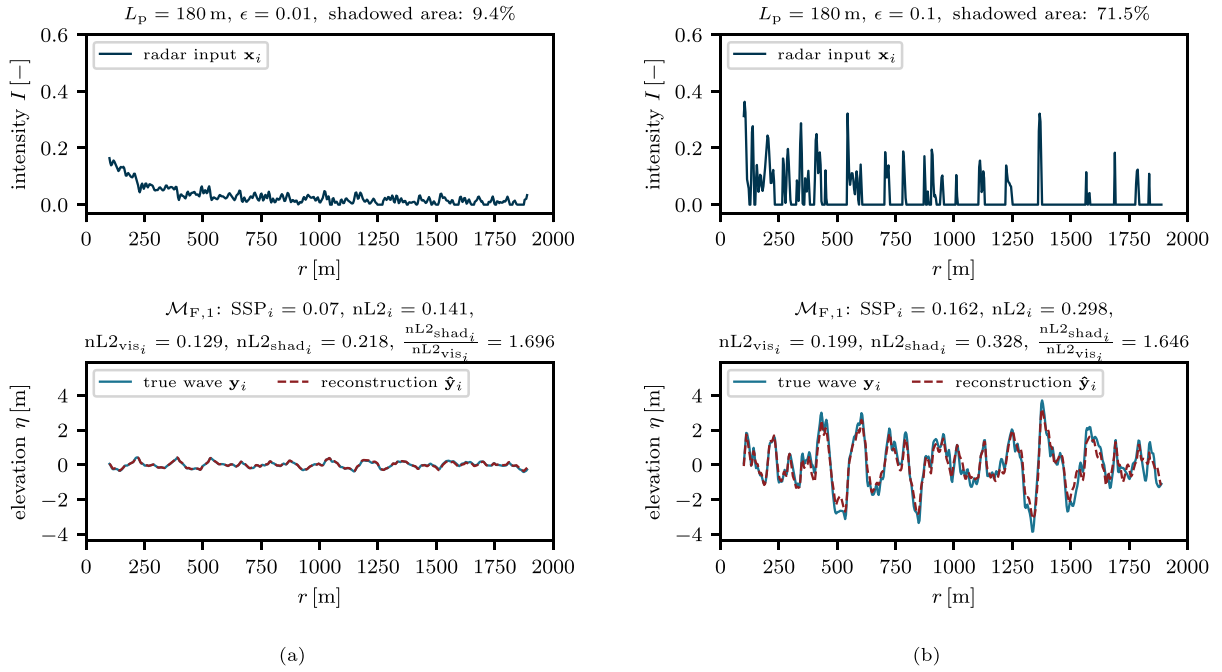 L_p = 180 m, ϵ = 0.01, shadowed area: 9.4%
0.6
0.4
0.2
0.0
intensity I [−]
radar input x_i
0 250 500 750 1000 1250 1500 1750 2000
r [m]
M_F,1: SSP_i = 0.07, nL2_i = 0.141,
nL2_vis_i = 0.129, nL2_shad_i = 0.218, nL2_shad_i / nL2_vis_i = 1.696
4
2
0
−2
−4
elevation η [m]
true wave y_i reconstruction ŷ_i
0 250 500 750 1000 1250 1500 1750 2000
r [m]
(a)
L_p = 180 m, ϵ = 0.1, shadowed area: 71.5%
0.6
0.4
0.2
0.0
intensity I [−]
radar input x_i
0 250 500 750 1000 1250 1500 1750 2000
r [m]
M_F,1: SSP_i = 0.162, nL2_i = 0.298,
nL2_vis_i = 0.199, nL2_shad_i = 0.328, nL2_shad_i / nL2_vis_i = 1.646
4
2
0
−2
−4
elevation η [m]
true wave y_i reconstruction ŷ_i
0 250 500 750 1000 1250 1500 1750 2000
r [m]
(b)